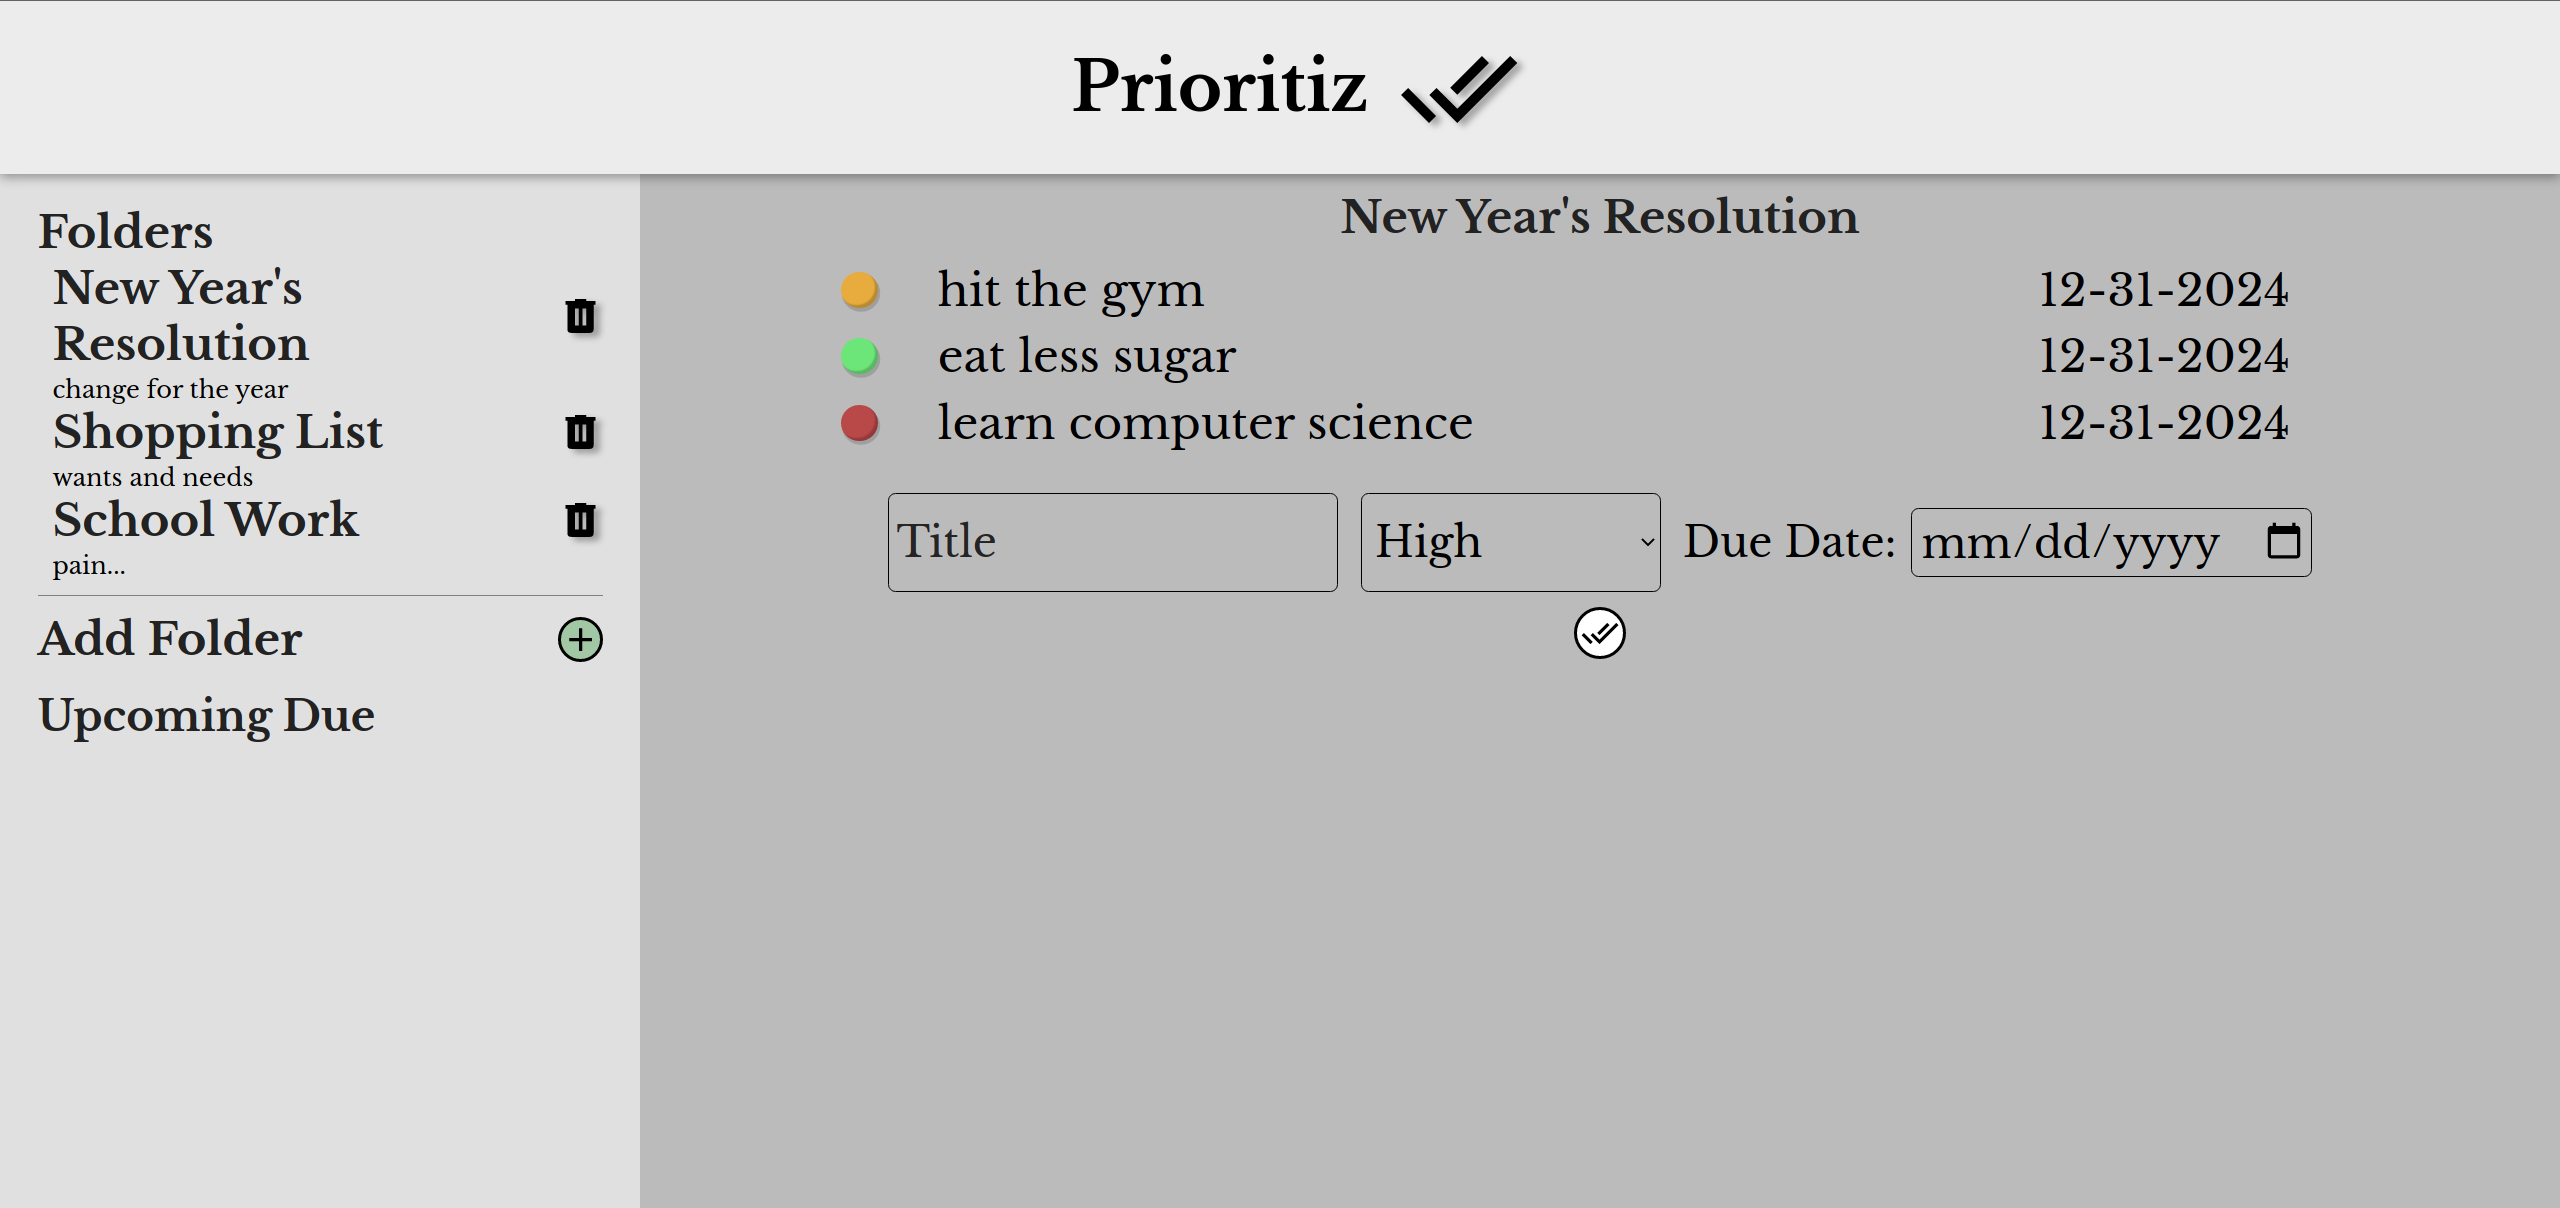 Prioritiz
Folders
New Year's
Resolution
change for the year
Shopping List
wants and needs
School Work
pain...
Add Folder
Upcoming Due
New Year's Resolution
hit the gym 12-31-2024
eat less sugar 12-31-2024
learn computer science 12-31-2024
Title High Due Date: mm/dd/yyyy